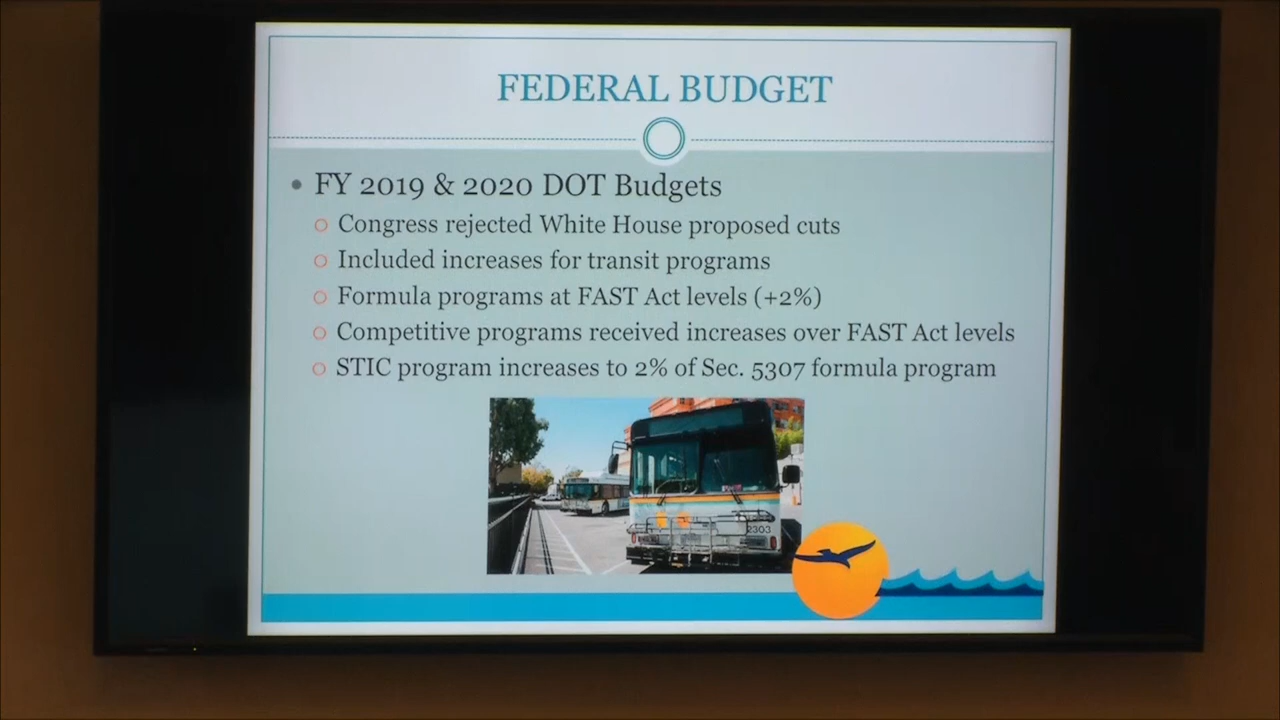 FEDERAL BUDGET
• FY 2019 & 2020 DOT Budgets
○ Congress rejected White House proposed cuts
○ Included increases for transit programs
○ Formula programs at FAST Act levels (+2%)
○ Competitive programs received increases over FAST Act levels
○ STIC program increases to 2% of Sec. 5307 formula program
2303